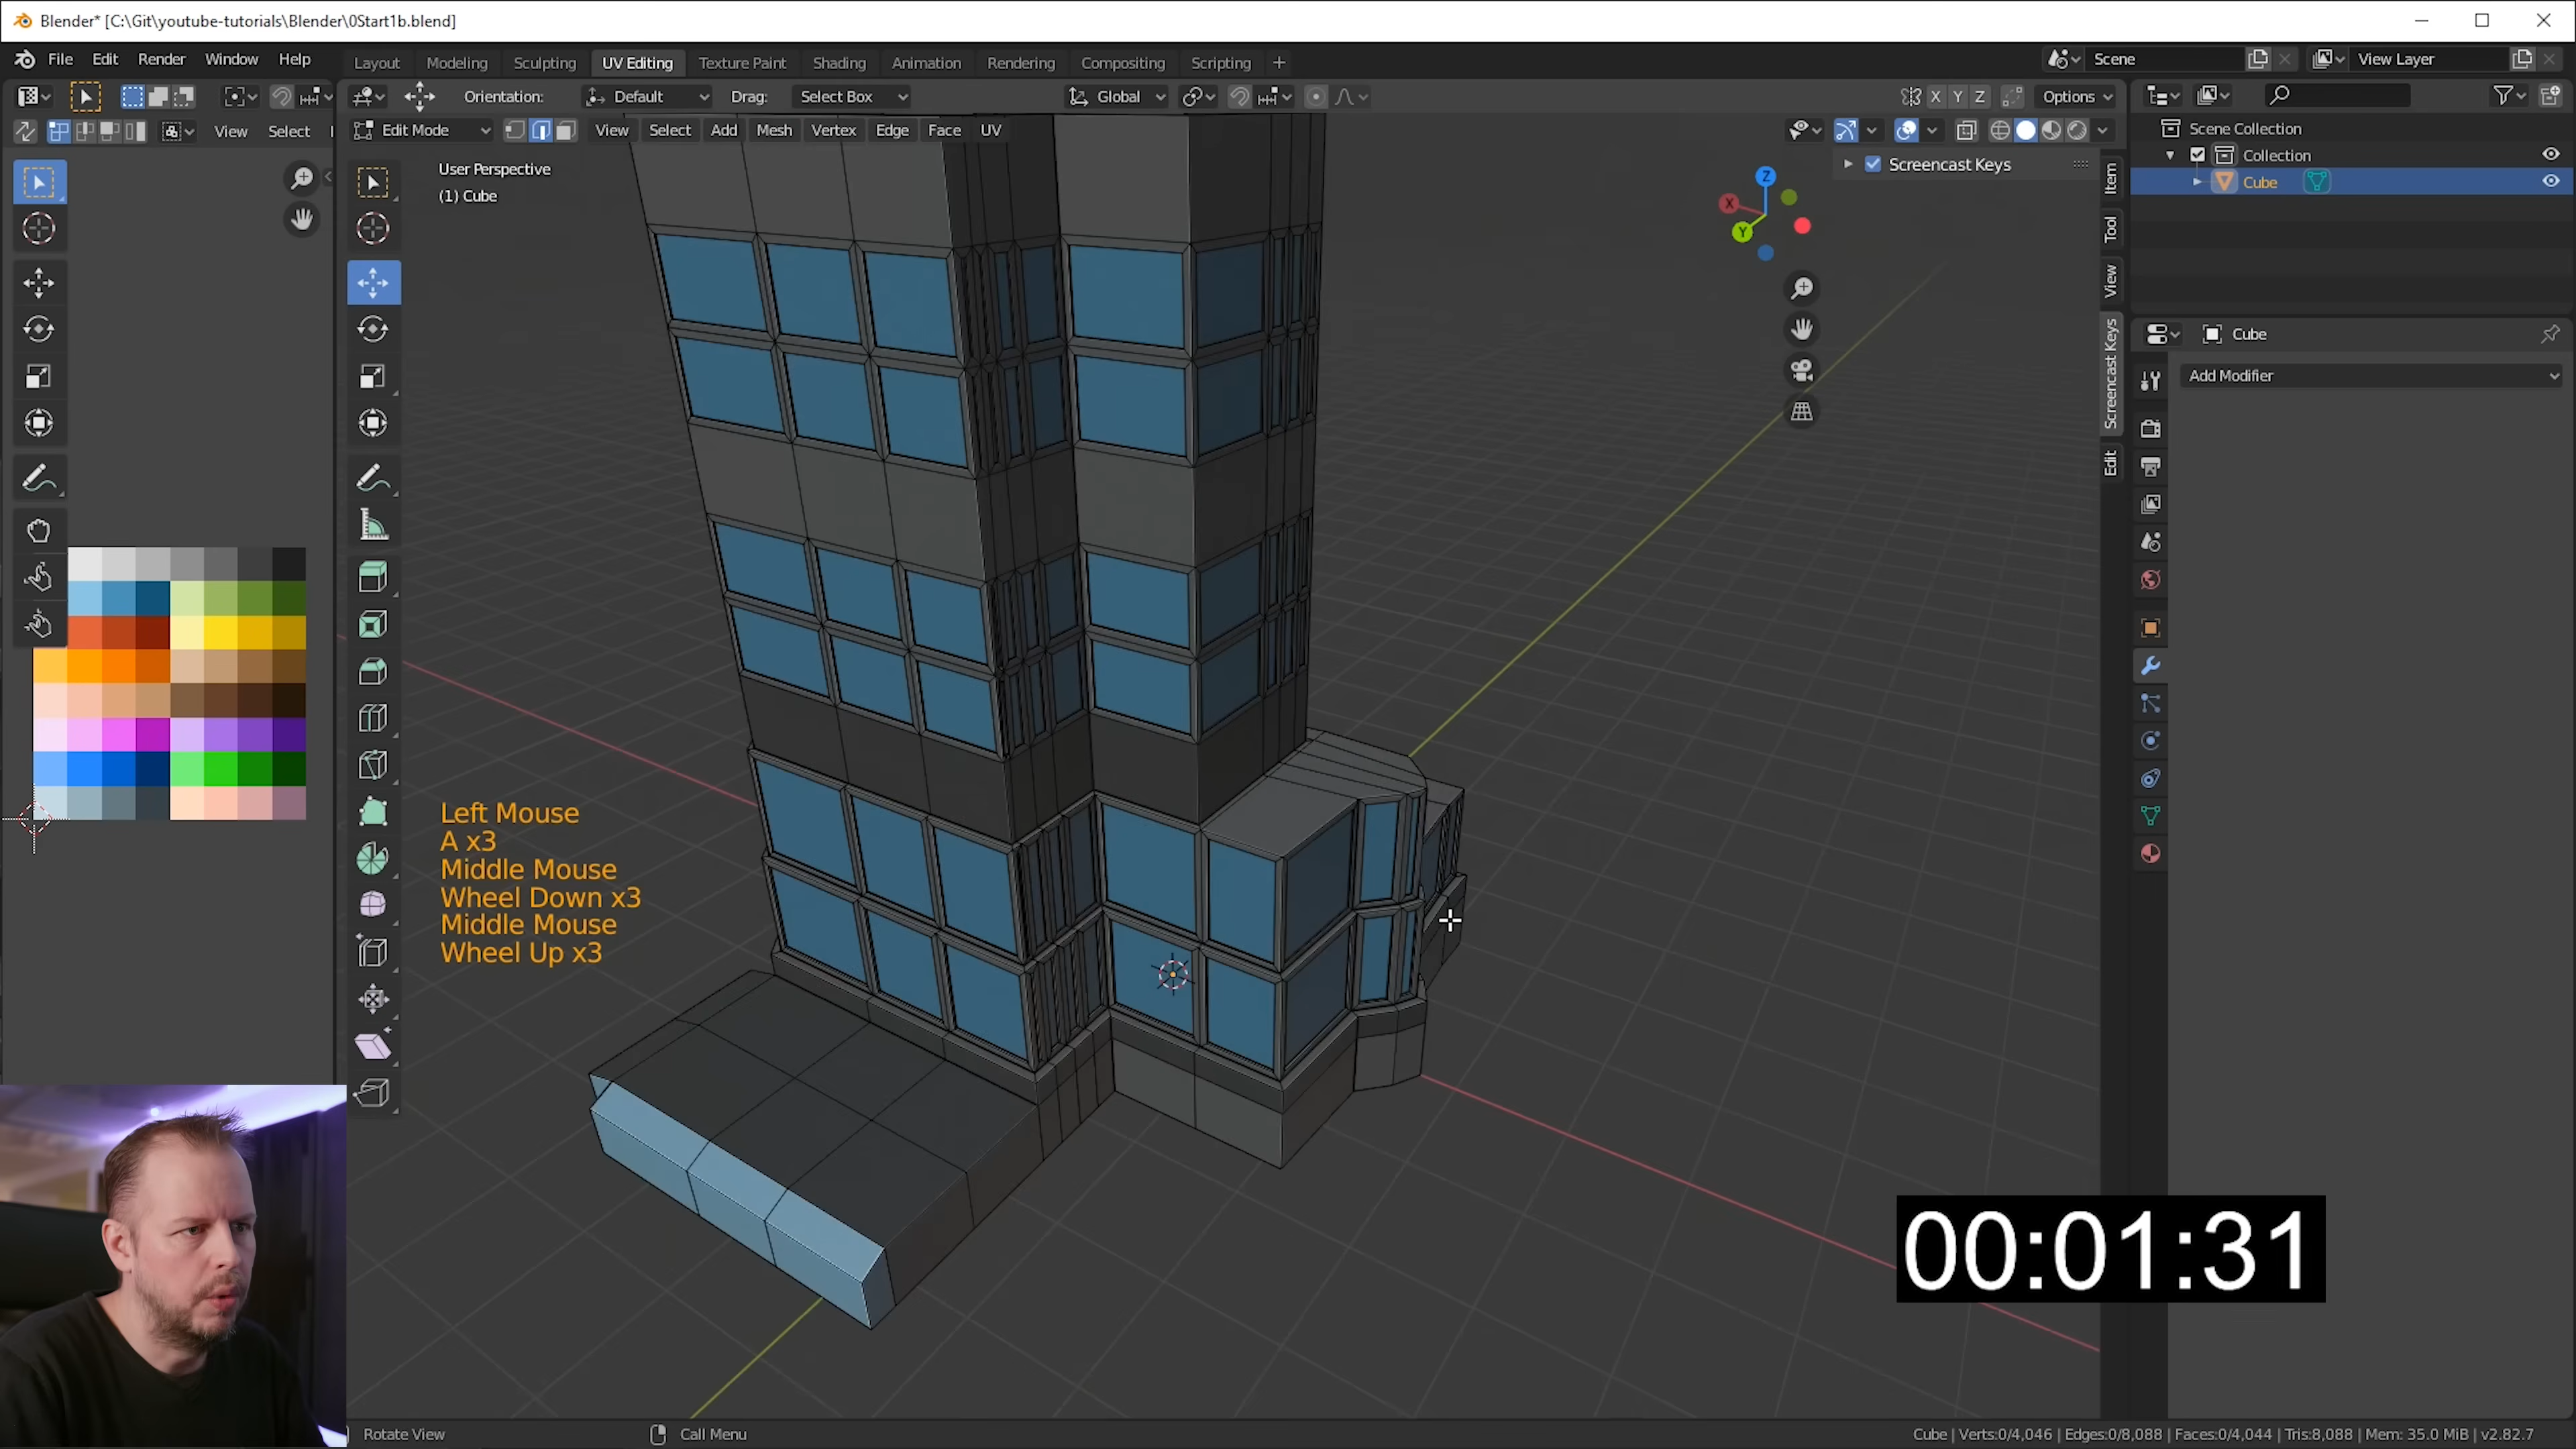 Blender* [C:\Git\youtube-tutorials\Blender\0Start1b.blend]
File Edit Render Window Help
Layout Modeling Sculpting UV Editing Texture Paint Shading Animation Rendering Compositing Scripting +
Scene
View Layer
Orientation: Default Drag: Select Box
Global
X Y Z
Options
View Select
Edit Mode
View Select Add Mesh Vertex Edge Face UV
Scene Collection
Collection
Cube
User Perspective
(1) Cube
Screencast Keys
Z
X
Y
Item
Tool
View
Screencast Keys
Edit
Cube
Add Modifier
Left Mouse
A x3
Middle Mouse
Wheel Down x3
Middle Mouse
Wheel Up x3
00:01:31
Rotate View
Call Menu
Cube | Verts:0/4,046 | Edges:0/8,088 | Faces:0/4,044 | Tris:8,088 | Mem: 35.0 MiB | v2.82.7